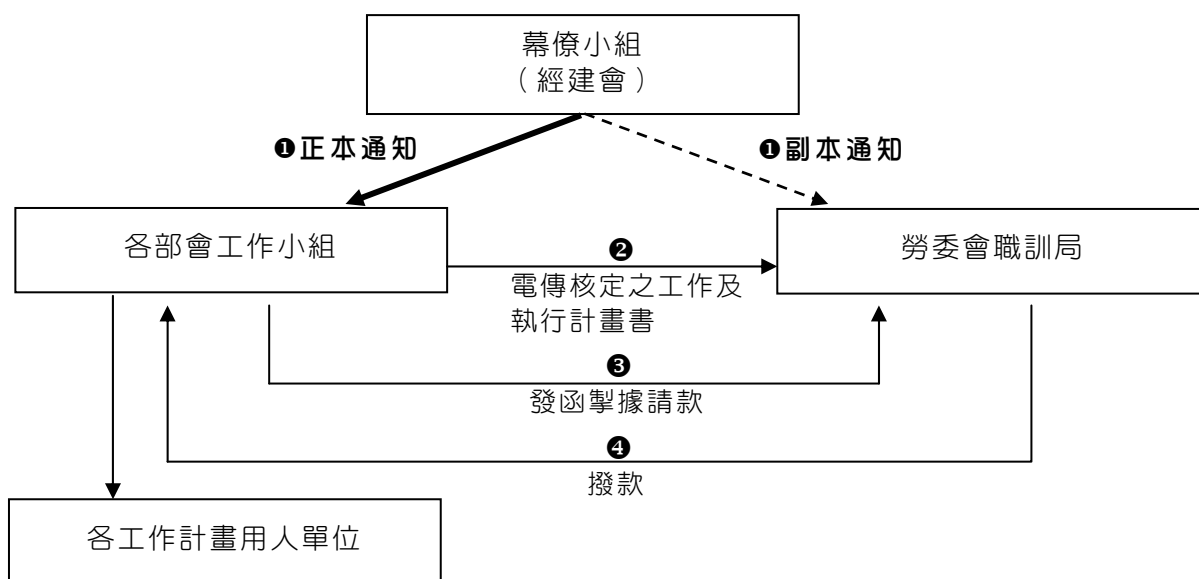 幕僚小組
（經建會）
❶正本通知
❶副本通知
各部會工作小組
勞委會職訓局
❷
電傳核定之工作及
執行計畫書
❸
發函掣據請款
❹
撥款
各工作計畫用人單位